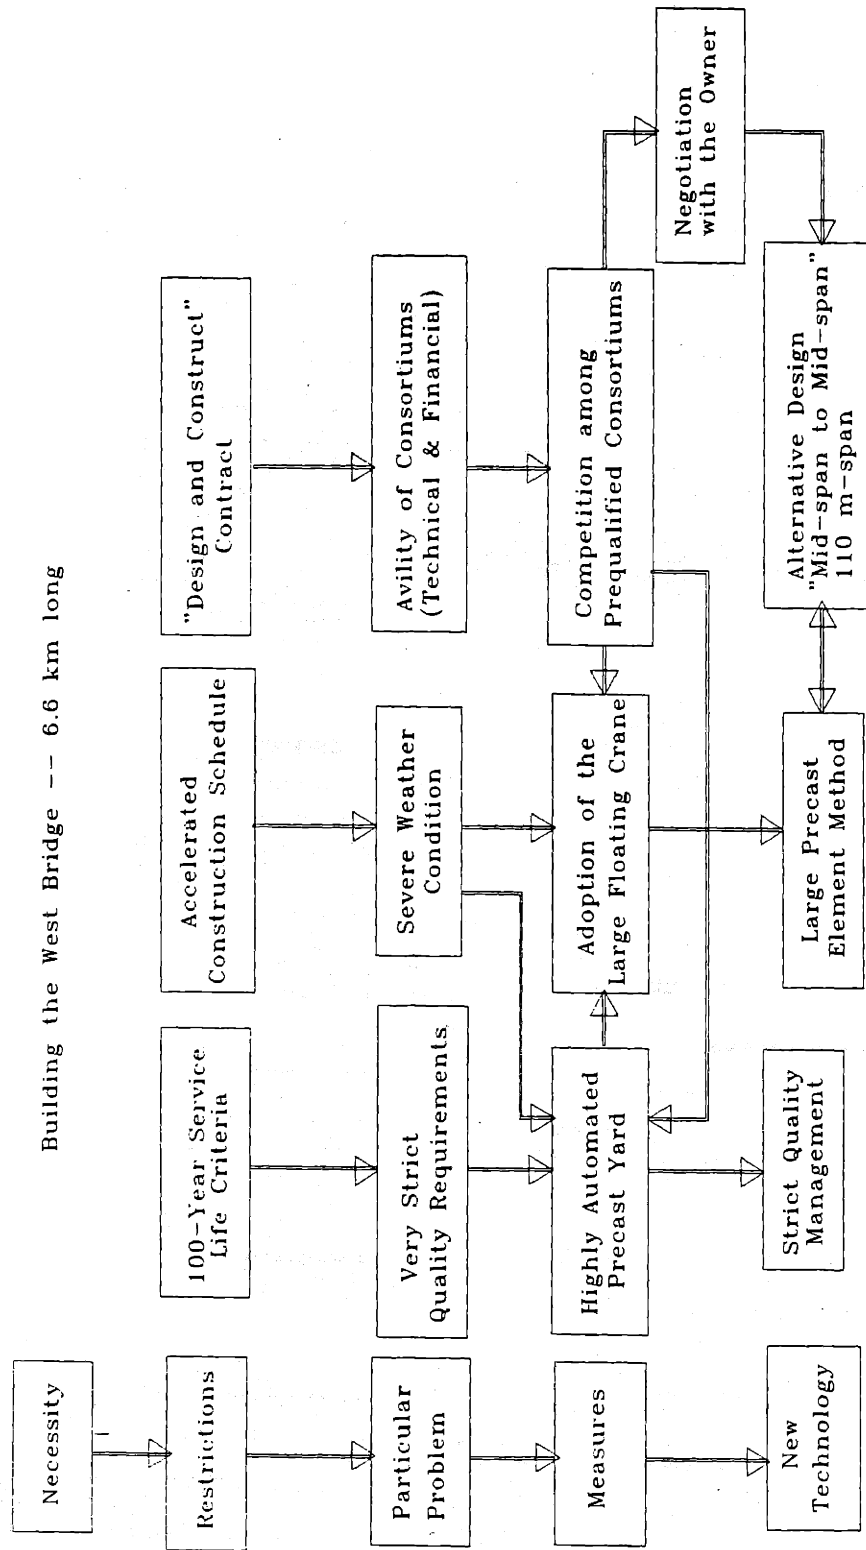 Building the West Bridge -- 6.6 km long
Necessity
Restrictions
100-Year Service
Life Criteria
Accelerated
Construction Schedule
"Design and Construct"
Contract
Particular
Problem
Very Strict
Quality Requirements
Severe Weather
Condition
Avility of Consortiums
(Technical & Financial)
Measures
Highly Automated
Precast Yard
Adoption of the
Large Floating Crane
Competition among
Prequalified Consortiums
Negotiation
with the Owner
New
Technology
Strict Quality
Management
Large Precast
Element Method
Alternative Design
"Mid-span to Mid-span"
110 m-span